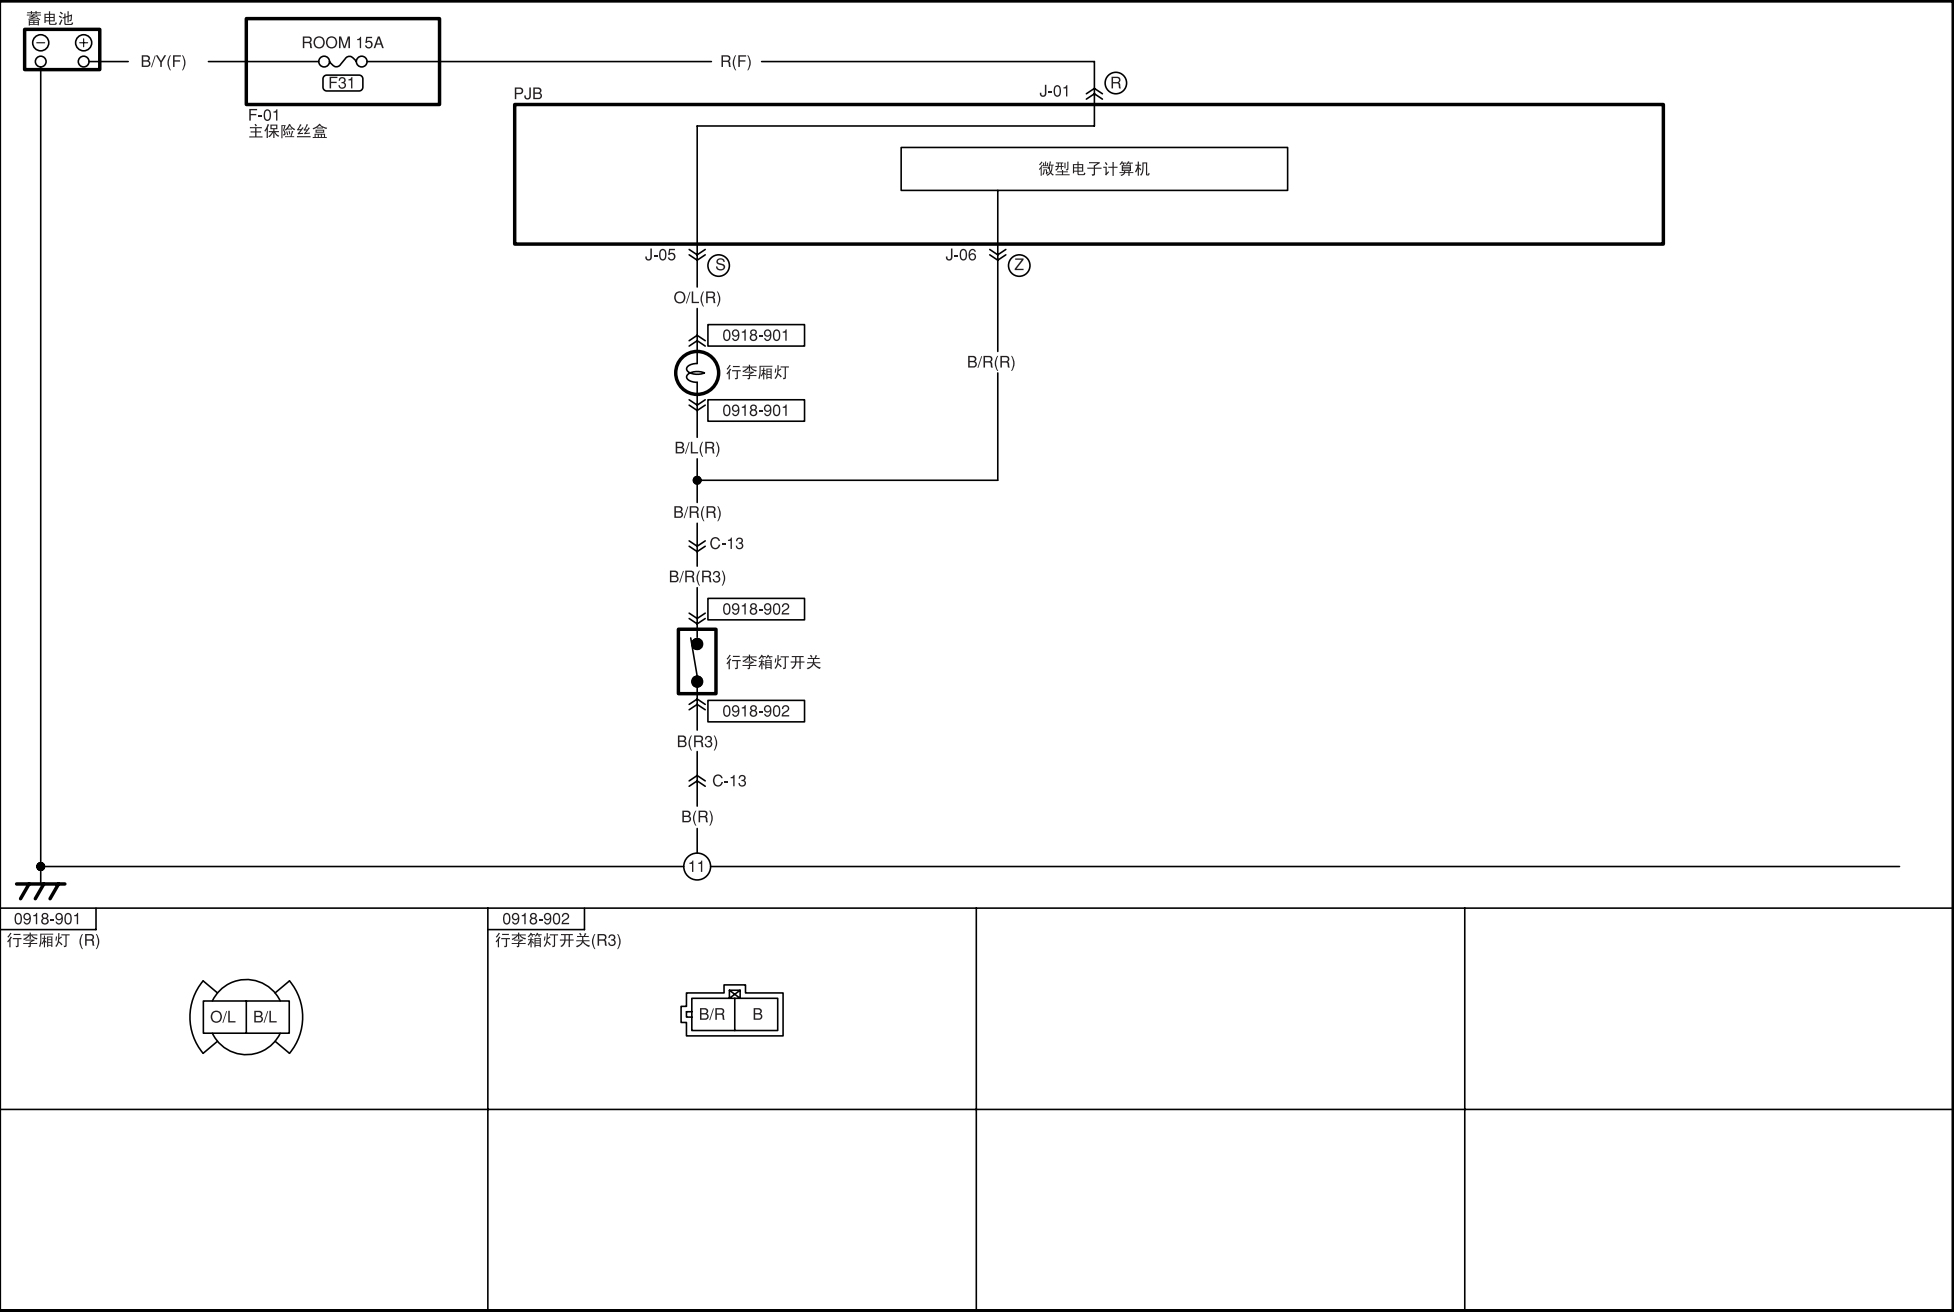 蓄电池
− +
B/Y(F)
ROOM 15A
F31
F-01
主保险丝盒
R(F)
J-01
R
PJB
微型电子计算机
J-05
S
J-06
Z
O/L(R)
0918-901
行李厢灯
B/R(R)
0918-901
B/L(R)
B/R(R)
C-13
B/R(R3)
0918-902
行李箱灯开关
0918-902
B(R3)
C-13
B(R)
11
0918-901
行李厢灯 (R)
O/L B/L
0918-902
行李箱灯开关(R3)
B/R B